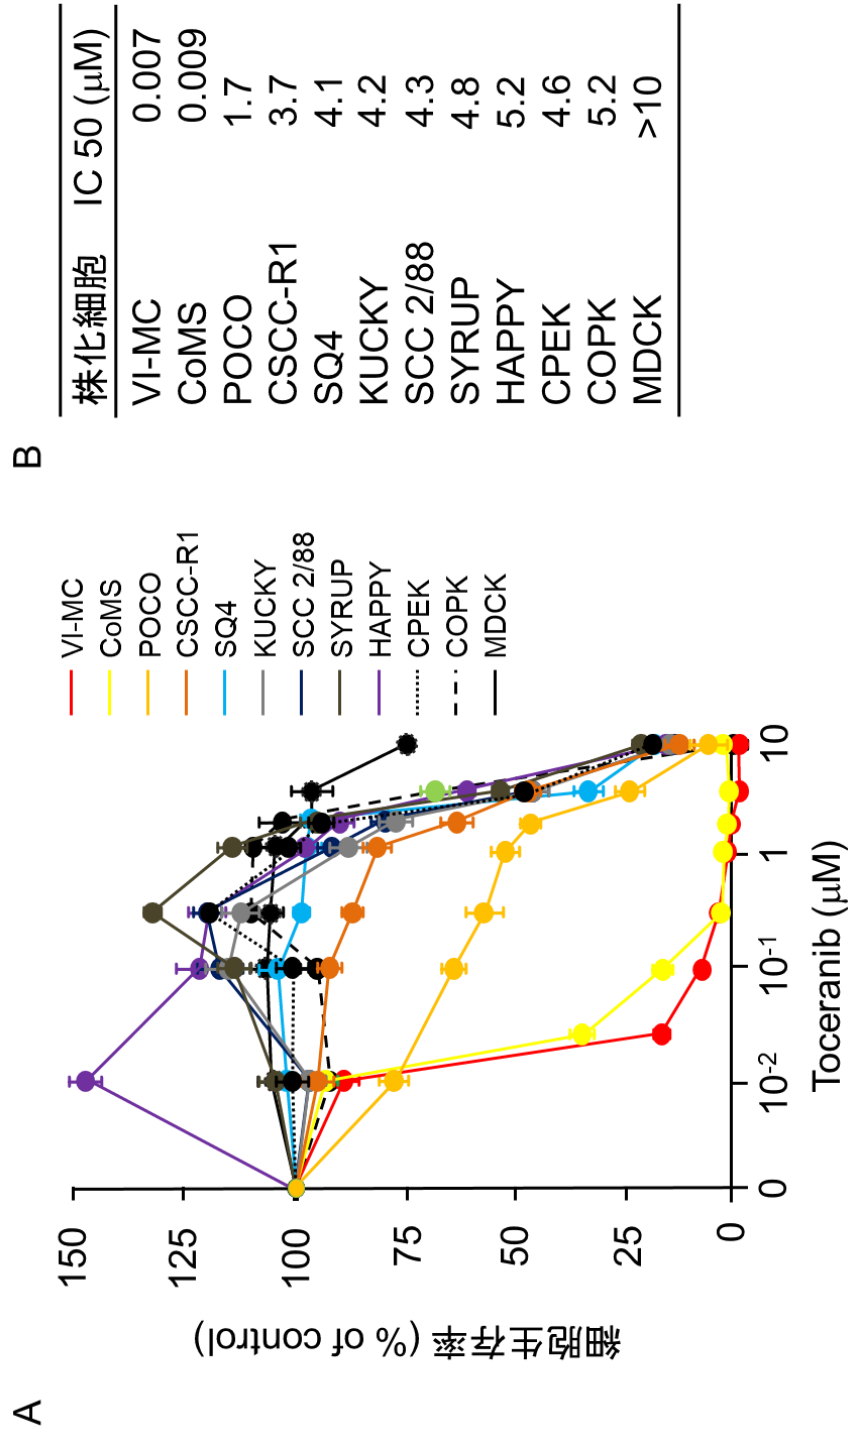 A
細胞生存率 (% of control)
150
125
100
75
50
25
0
0
10-2
10-1
1
10
Toceranib (μM)
VI-MC
CoMS
POCO
CSCC-R1
SQ4
KUCKY
SCC 2/88
SYRUP
HAPPY
CPEK
COPK
MDCK
B
株化細胞 IC 50 (μM)
VI-MC 0.007
CoMS 0.009
POCO 1.7
CSCC-R1 3.7
SQ4 4.1
KUCKY 4.2
SCC 2/88 4.3
SYRUP 4.8
HAPPY 5.2
CPEK 4.6
COPK 5.2
MDCK >10